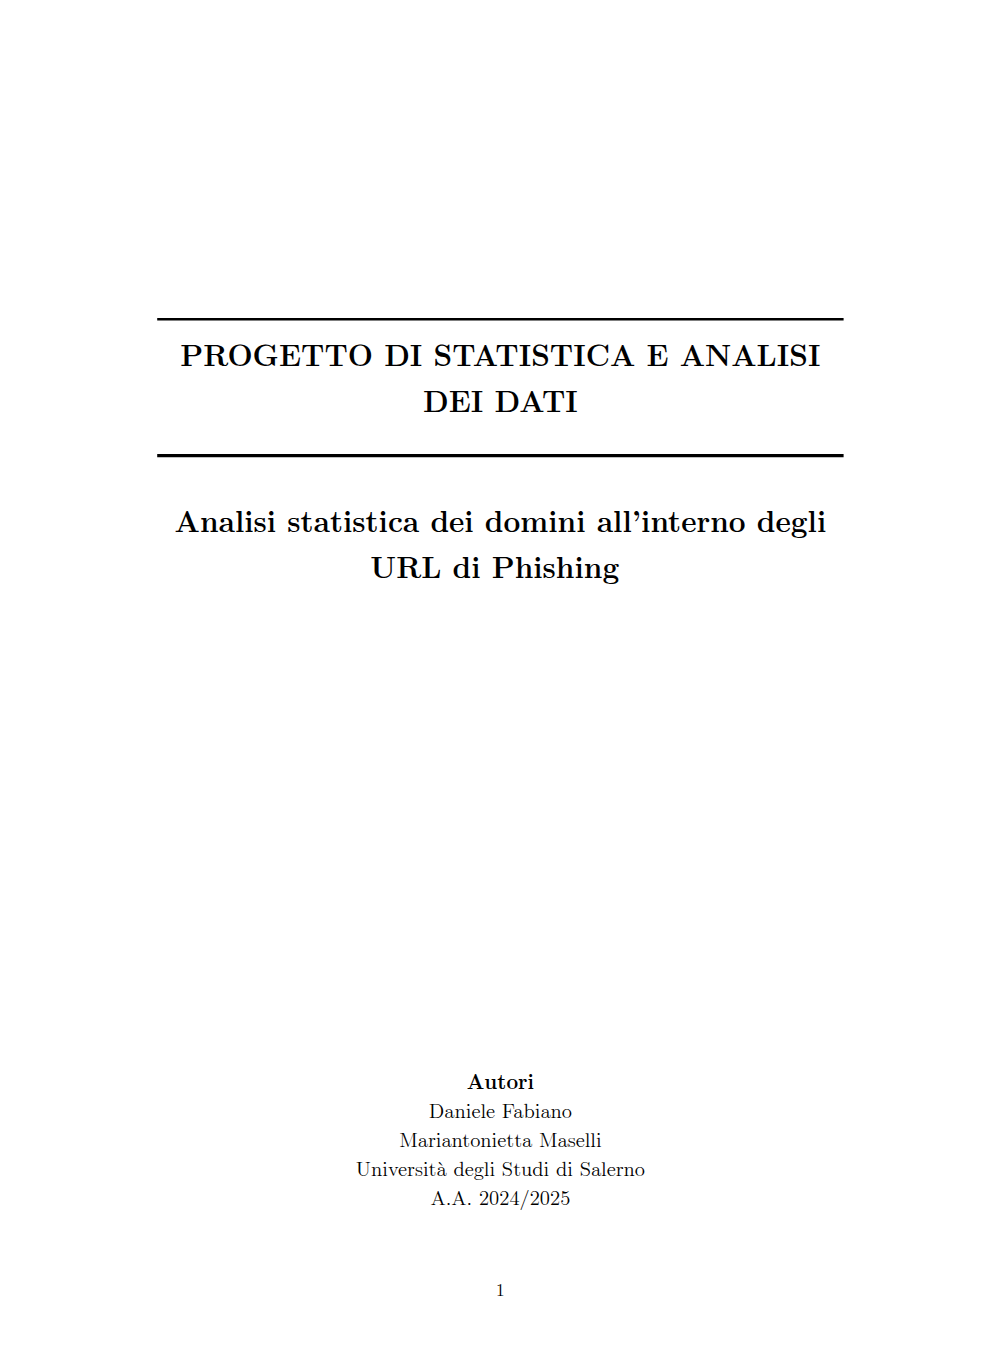 PROGETTO DI STATISTICA E ANALISI
DEI DATI
Analisi statistica dei domini all'interno degli
URL di Phishing
Autori
Daniele Fabiano
Mariantonietta Maselli
Università degli Studi di Salerno
A.A. 2024/2025
1